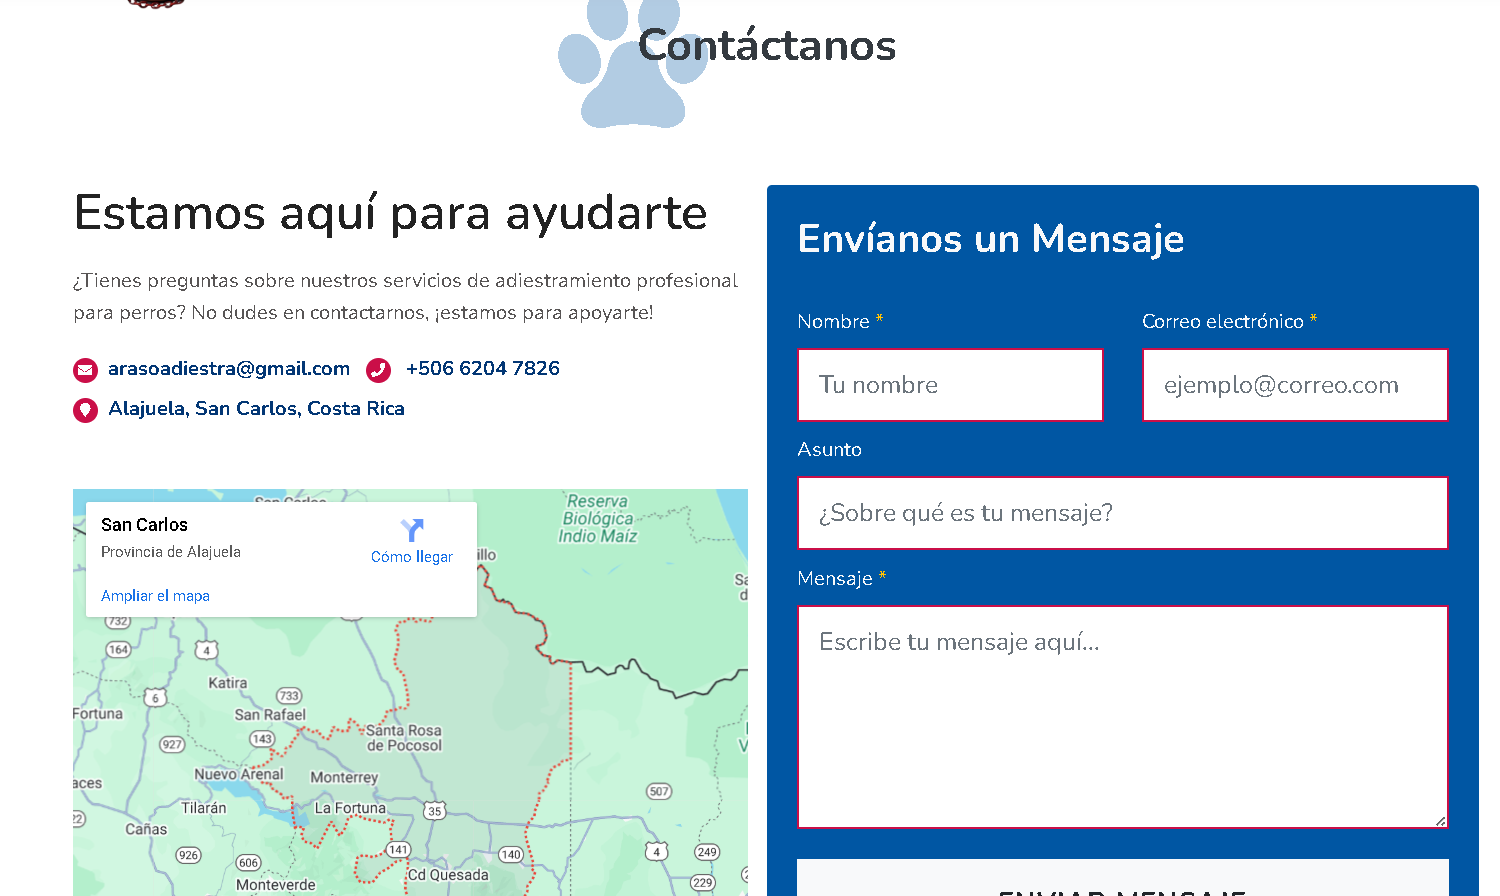 Contáctanos
Estamos aquí para ayudarte
¿Tienes preguntas sobre nuestros servicios de adiestramiento profesional
para perros? No dudes en contactarnos, ¡estamos para apoyarte!
arasoadiestra@gmail.com +506 6204 7826
Alajuela, San Carlos, Costa Rica
San Carlos
Provincia de Alajuela
Cómo llegar
Ampliar el mapa
Reserva
Biológica
Indio Maíz
732
164
4
Katira
6
733
Fortuna
San Rafael
927
143
Santa Rosa
de Pocosol
Nuevo Arenal
Monterrey
507
Tilarán
La Fortuna
35
Cañas
926
606
141
140
4
249
Cd Quesada
229
Monteverde
Envíanos un Mensaje
Nombre *
Correo electrónico *
Tu nombre
ejemplo@correo.com
Asunto
¿Sobre qué es tu mensaje?
Mensaje *
Escribe tu mensaje aquí...
ENVIAR MENSAJE